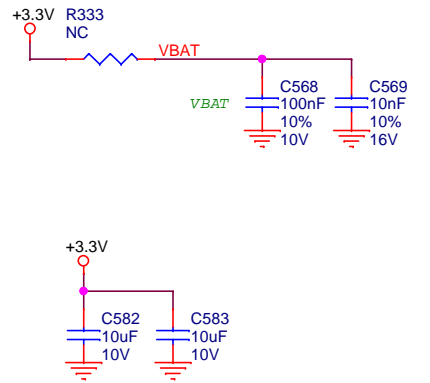 +3.3V R333
NC
VBAT
VBAT
C568
100nF
10%
10V
C569
10nF
10%
16V
+3.3V
C582
10uF
10V
C583
10uF
10V